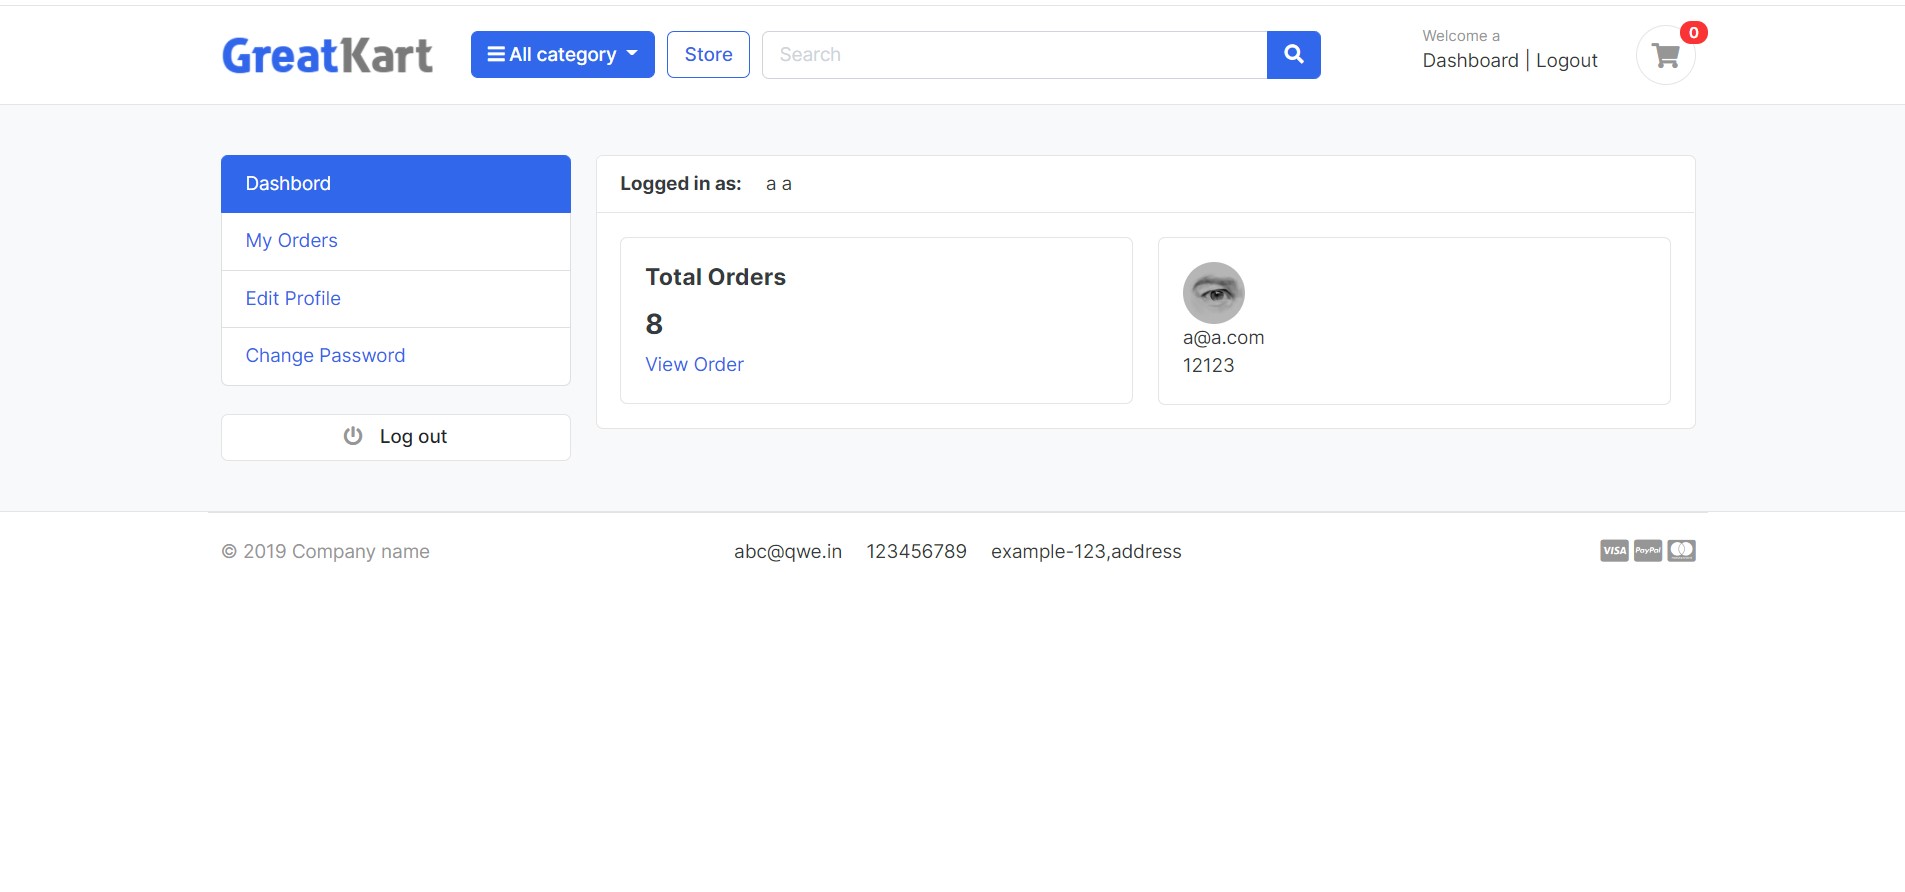 GreatKart
All category
Store
Search
Welcome a
Dashboard | Logout
0
Dashbord
My Orders
Edit Profile
Change Password
Log out
Logged in as: a a
Total Orders
8
View Order
a@a.com
12123
© 2019 Company name
abc@qwe.in 123456789 example-123,address
VISA PayPal